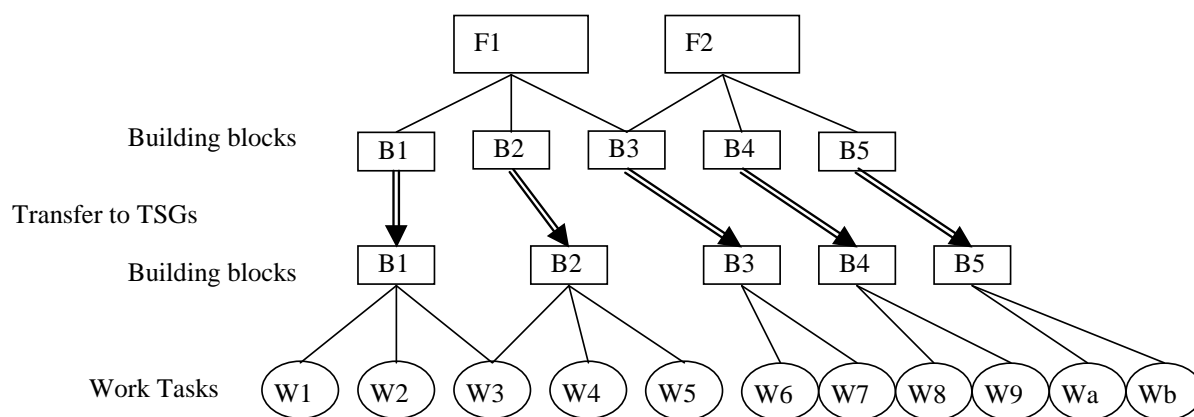 F1 F2
Building blocks B1 B2 B3 B4 B5
Transfer to TSGs
Building blocks B1 B2 B3 B4 B5
Work Tasks W1 W2 W3 W4 W5 W6 W7 W8 W9 Wa Wb